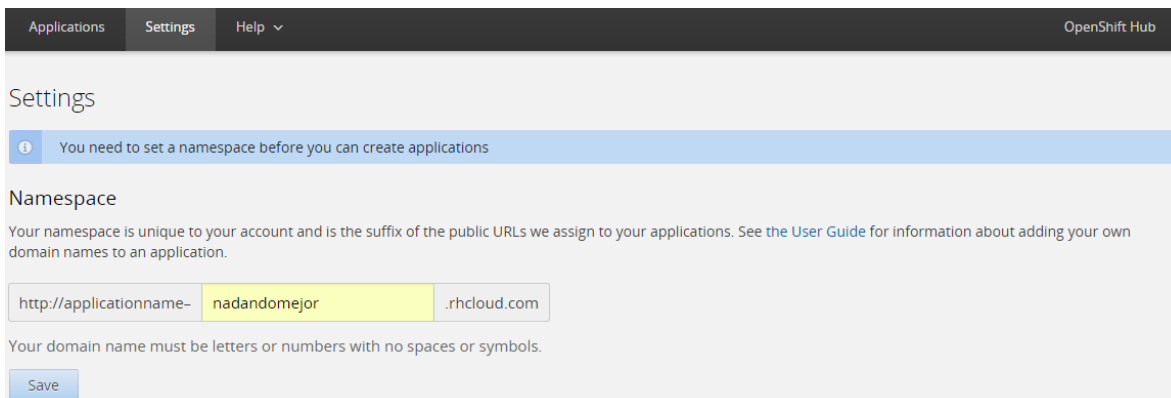 Applications Settings Help OpenShift Hub
Settings
You need to set a namespace before you can create applications
Namespace
Your namespace is unique to your account and is the suffix of the public URLs we assign to your applications. See the User Guide for information about adding your own
domain names to an application.
http://applicationname– nadandomejor .rhcloud.com
Your domain name must be letters or numbers with no spaces or symbols.
Save